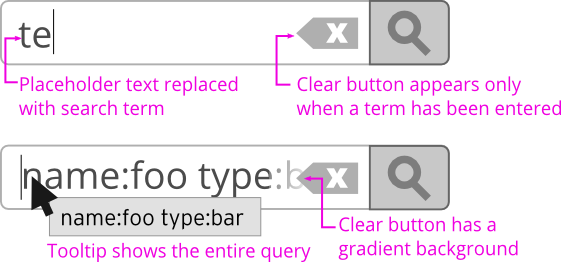 te
X
Placeholder text replaced
with search term
Clear button appears only
when a term has been entered
name:foo type:b
X
name:foo type:bar
Tooltip shows the entire query
Clear button has a
gradient background